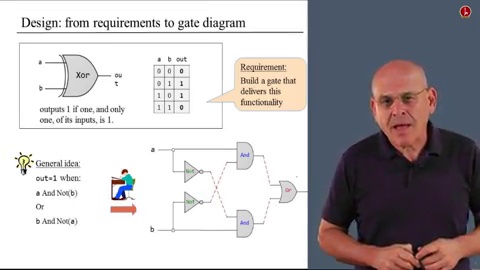 Design: from requirements to gate diagram
a
b
Xor
ou
t
outputs 1 if one, and only
one, of its inputs, is 1.
a b out
0 0 0
0 1 1
1 0 1
1 1 0
Requirement:
Build a gate that
delivers this
functionality
General idea:
out=1 when:
a And Not(b)
Or
b And Not(a)
a
b
Not
Not
And
And
Or